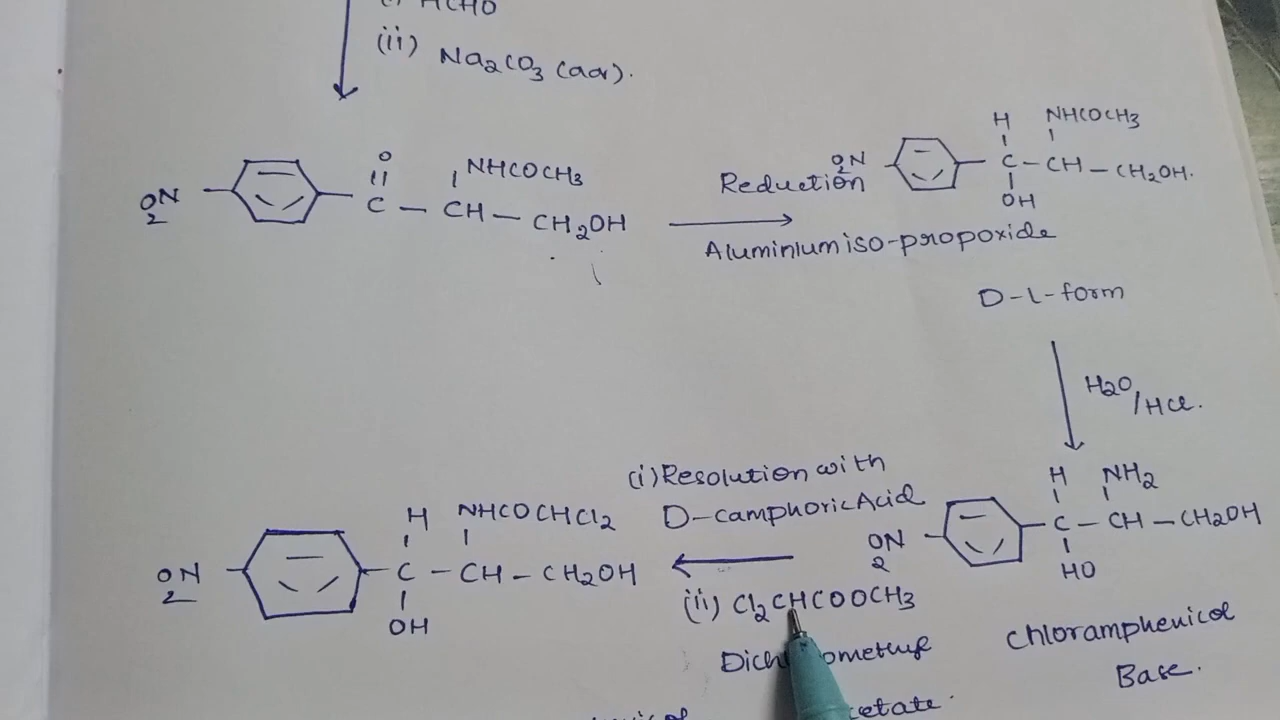 (i) HCHO
(ii) Na2CO3 (aq).
O
NHCOCH3
O2N
C — CH — CH2OH
Reduction
Aluminium iso-propoxide
H NHCOCH3
O2N
C — CH — CH2OH.
OH
D-l-form
H2O/HCl.
H NH2
O2N
C — CH — CH2OH
HO
Chloramphenicol
Base.
(i) Resolution with
D-camphoric Acid
(ii) Cl2CHCOOCH3
H NHCOCHCl2
O2N
C — CH — CH2OH
OH